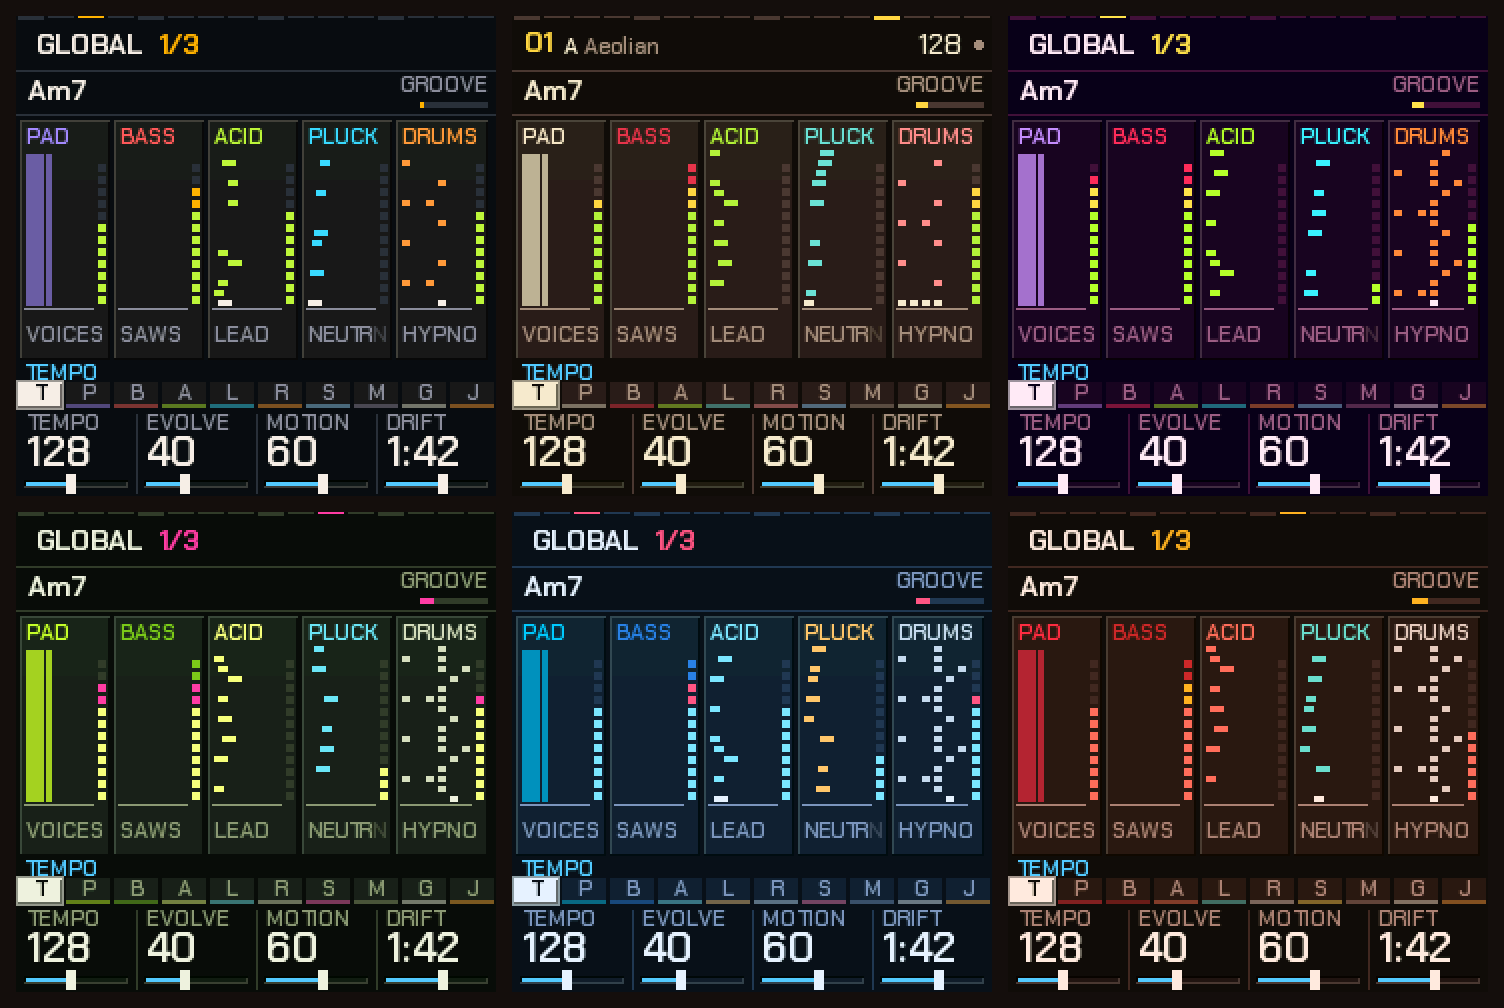 GLOBAL 1/3
Am7 GROOVE
PAD BASS ACID PLUCK DRUMS
VOICES SAWS LEAD NEUTRN HYPNO
TEMPO
T P B A L R S M G J
TEMPO EVOLVE MOTION DRIFT
128 40 60 1:42
01 A Aeolian 128
Am7 GROOVE
PAD BASS ACID PLUCK DRUMS
VOICES SAWS LEAD NEUTRN HYPNO
TEMPO
T P B A L R S M G J
TEMPO EVOLVE MOTION DRIFT
128 40 60 1:42
GLOBAL 1/3
Am7 GROOVE
PAD BASS ACID PLUCK DRUMS
VOICES SAWS LEAD NEUTRN HYPNO
TEMPO
T P B A L R S M G J
TEMPO EVOLVE MOTION DRIFT
128 40 60 1:42
GLOBAL 1/3
Am7 GROOVE
PAD BASS ACID PLUCK DRUMS
VOICES SAWS LEAD NEUTRN HYPNO
TEMPO
T P B A L R S M G J
TEMPO EVOLVE MOTION DRIFT
128 40 60 1:42
GLOBAL 1/3
Am7 GROOVE
PAD BASS ACID PLUCK DRUMS
VOICES SAWS LEAD NEUTRN HYPNO
TEMPO
T P B A L R S M G J
TEMPO EVOLVE MOTION DRIFT
128 40 60 1:42
GLOBAL 1/3
Am7 GROOVE
PAD BASS ACID PLUCK DRUMS
VOICES SAWS LEAD NEUTRN HYPNO
TEMPO
T P B A L R S M G J
TEMPO EVOLVE MOTION DRIFT
128 40 60 1:42